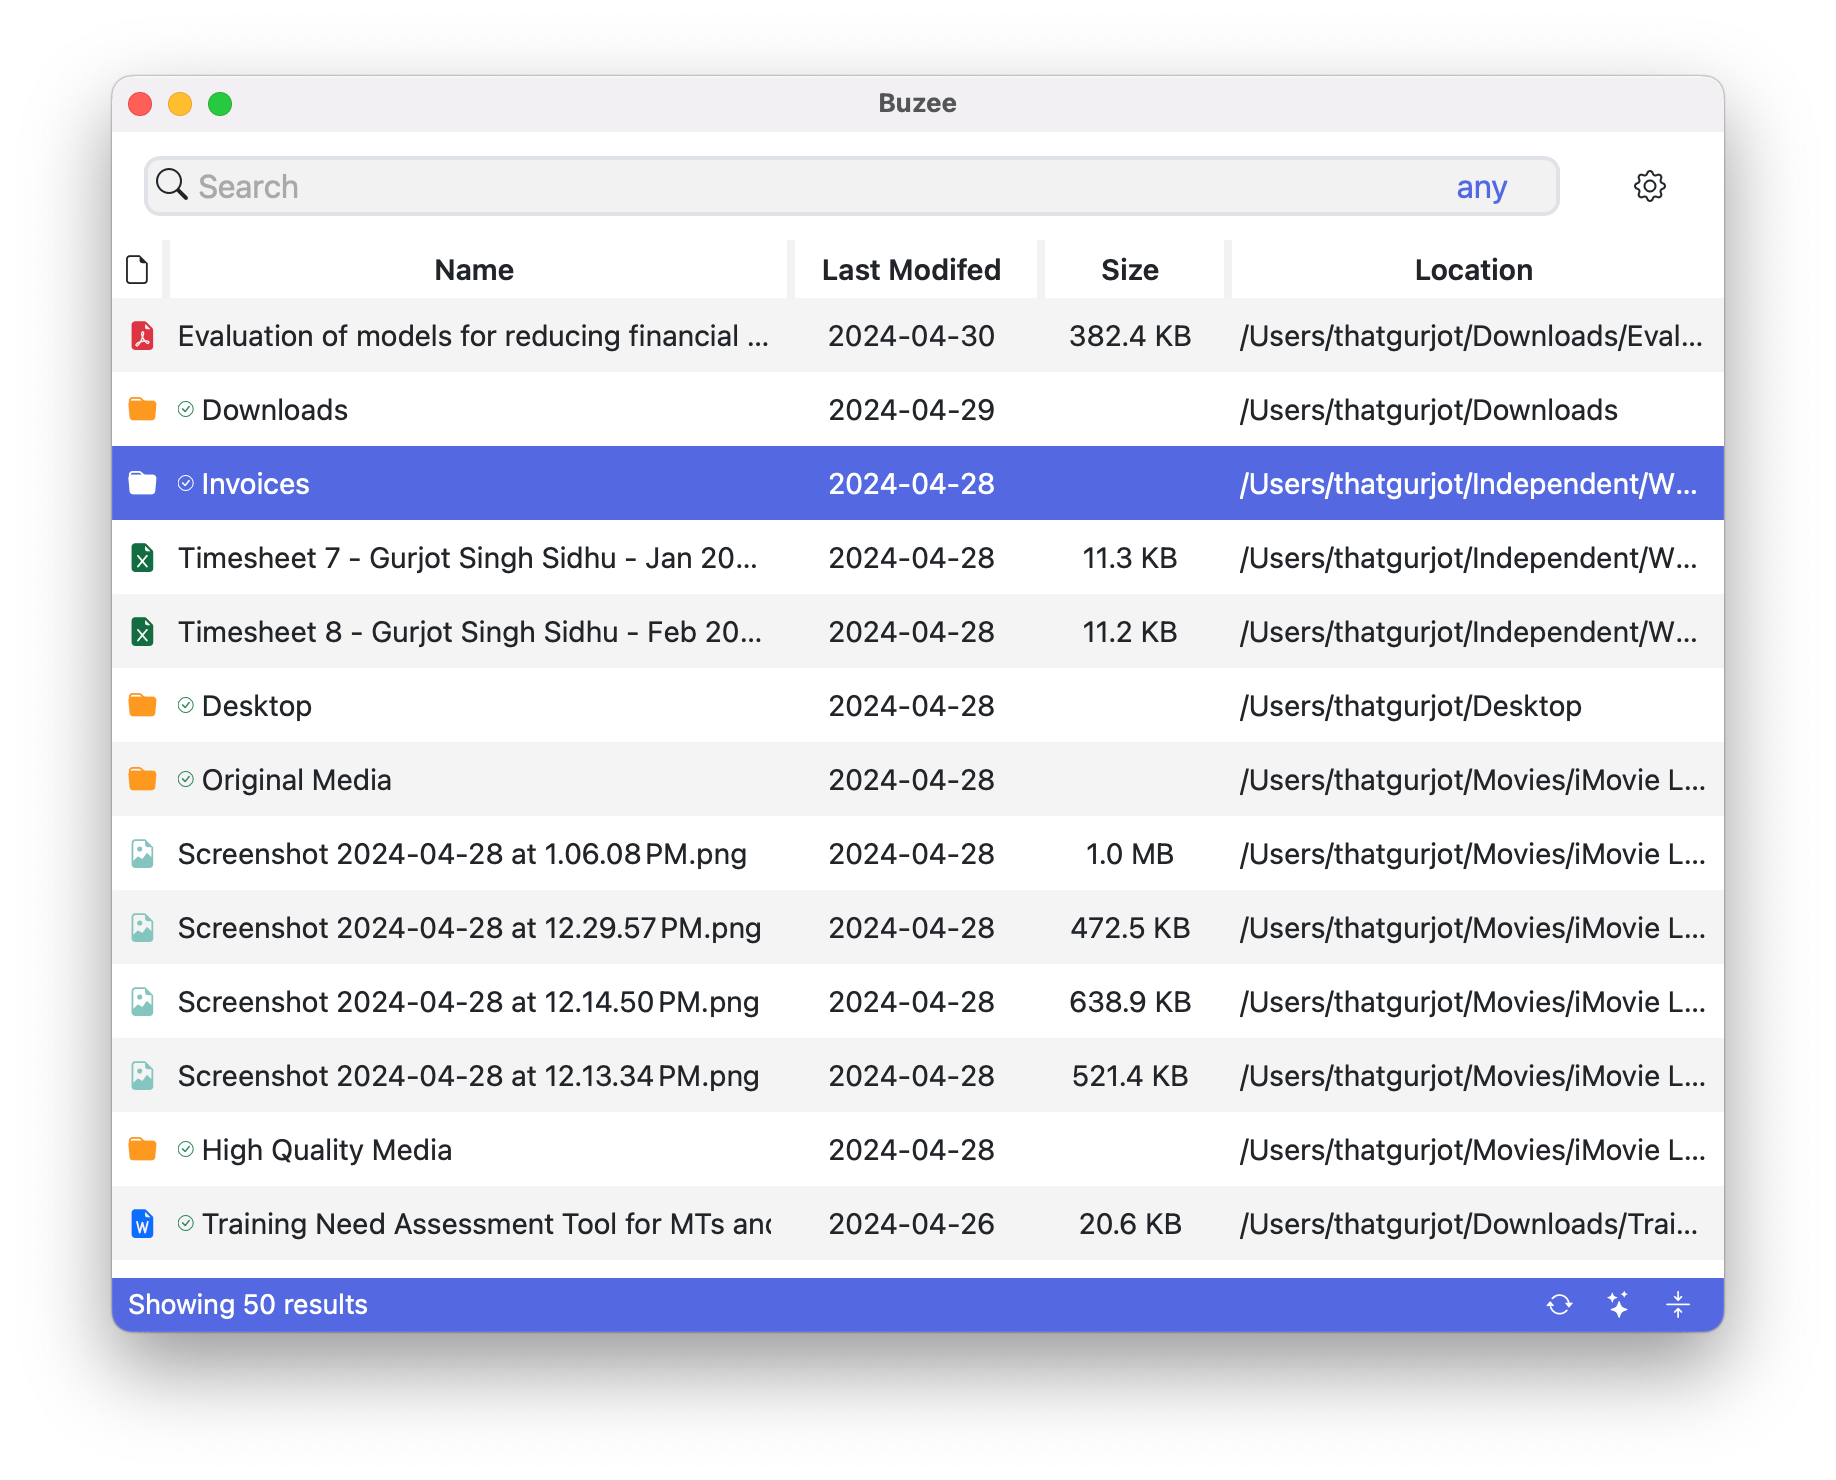 Buzee
Search any
Name Last Modifed Size Location
Evaluation of models for reducing financial ... 2024-04-30 382.4 KB /Users/thatgurjot/Downloads/Eval...
Downloads 2024-04-29 /Users/thatgurjot/Downloads
Invoices 2024-04-28 /Users/thatgurjot/Independent/W...
Timesheet 7 - Gurjot Singh Sidhu - Jan 20... 2024-04-28 11.3 KB /Users/thatgurjot/Independent/W...
Timesheet 8 - Gurjot Singh Sidhu - Feb 20... 2024-04-28 11.2 KB /Users/thatgurjot/Independent/W...
Desktop 2024-04-28 /Users/thatgurjot/Desktop
Original Media 2024-04-28 /Users/thatgurjot/Movies/iMovie L...
Screenshot 2024-04-28 at 1.06.08 PM.png 2024-04-28 1.0 MB /Users/thatgurjot/Movies/iMovie L...
Screenshot 2024-04-28 at 12.29.57 PM.png 2024-04-28 472.5 KB /Users/thatgurjot/Movies/iMovie L...
Screenshot 2024-04-28 at 12.14.50 PM.png 2024-04-28 638.9 KB /Users/thatgurjot/Movies/iMovie L...
Screenshot 2024-04-28 at 12.13.34 PM.png 2024-04-28 521.4 KB /Users/thatgurjot/Movies/iMovie L...
High Quality Media 2024-04-28 /Users/thatgurjot/Movies/iMovie L...
Training Need Assessment Tool for MTs and 2024-04-26 20.6 KB /Users/thatgurjot/Downloads/Trai...
Showing 50 results